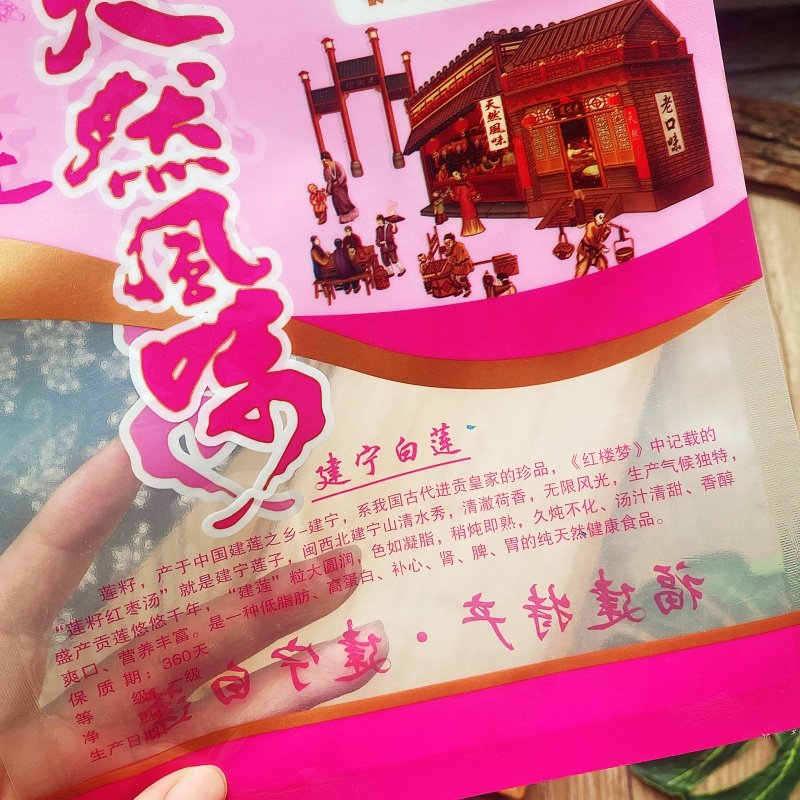 天然風味
天然風味
老口味
建宁白莲
莲籽，产于中国建莲之乡-建宁，系我国古代进贡皇家的珍品，《红楼梦》中记载的
“莲籽红枣汤”就是建宁莲子，闽西北建宁山清水秀，清澈荷香，无限风光，生产气候独特，
盛产贡莲悠悠千年，“建莲”粒大圆润，色如凝脂，稍炖即熟，久炖不化、汤汁清甜、香醇
爽口、营养丰富。是一种低脂肪、高蛋白、补心、肾、脾、胃的纯天然健康食品。
保质期：360天
等级：级
净
生产日期：
福建特产·建宁白莲